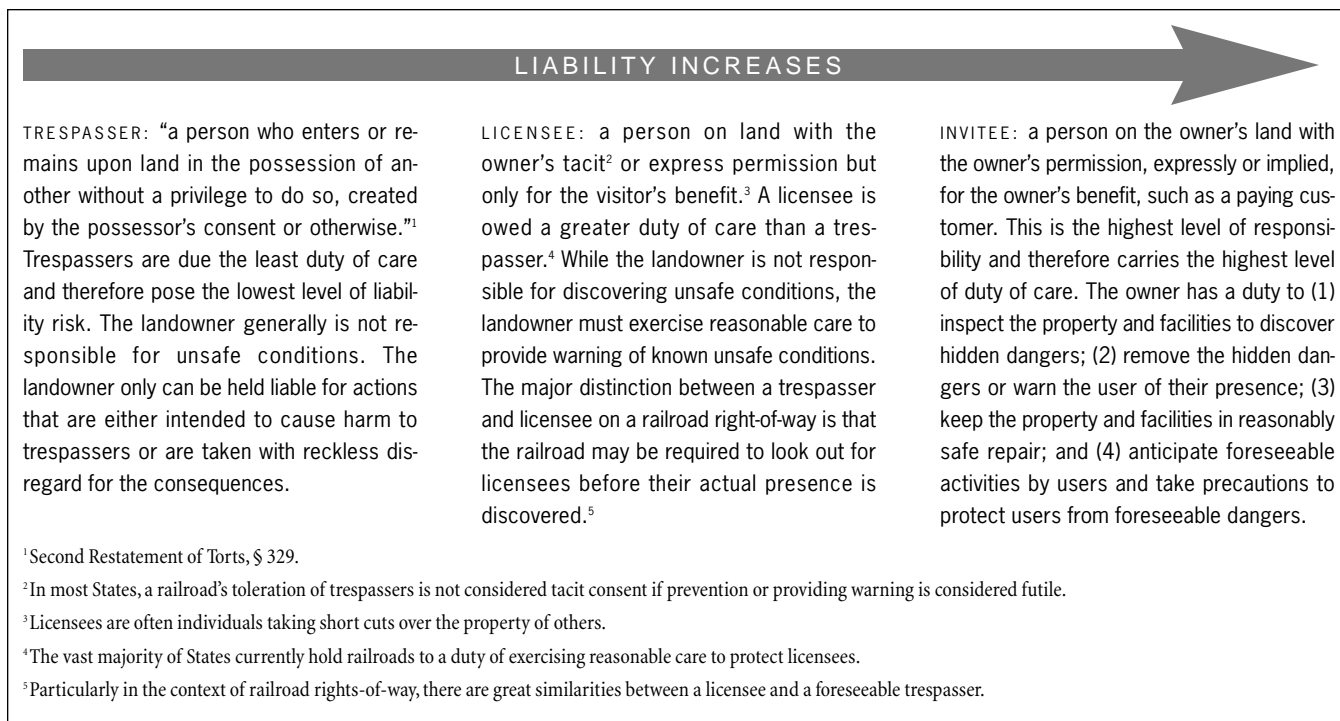 LIABILITY INCREASES
TRESPASSER: “a person who enters or re-
mains upon land in the possession of an-
other without a privilege to do so, created
by the possessor’s consent or otherwise.”¹
Trespassers are due the least duty of care
and therefore pose the lowest level of liabil-
ity risk. The landowner generally is not re-
sponsible for unsafe conditions. The
landowner only can be held liable for actions
that are either intended to cause harm to
trespassers or are taken with reckless dis-
regard for the consequences.
LICENSEE: a person on land with the
owner’s tacit² or express permission but
only for the visitor’s benefit.³ A licensee is
owed a greater duty of care than a tres-
passer.⁴ While the landowner is not respon-
sible for discovering unsafe conditions, the
landowner must exercise reasonable care to
provide warning of known unsafe conditions.
The major distinction between a trespasser
and licensee on a railroad right-of-way is that
the railroad may be required to look out for
licensees before their actual presence is
discovered.⁵
INVITEE: a person on the owner’s land with
the owner’s permission, expressly or implied,
for the owner’s benefit, such as a paying cus-
tomer. This is the highest level of responsi-
bility and therefore carries the highest level
of duty of care. The owner has a duty to (1)
inspect the property and facilities to discover
hidden dangers; (2) remove the hidden dan-
gers or warn the user of their presence; (3)
keep the property and facilities in reasonably
safe repair; and (4) anticipate foreseeable
activities by users and take precautions to
protect users from foreseeable dangers.
¹Second Restatement of Torts, § 329.
²In most States, a railroad’s toleration of trespassers is not considered tacit consent if prevention or providing warning is considered futile.
³Licensees are often individuals taking short cuts over the property of others.
⁴The vast majority of States currently hold railroads to a duty of exercising reasonable care to protect licensees.
⁵Particularly in the context of railroad rights-of-way, there are great similarities between a licensee and a foreseeable trespasser.